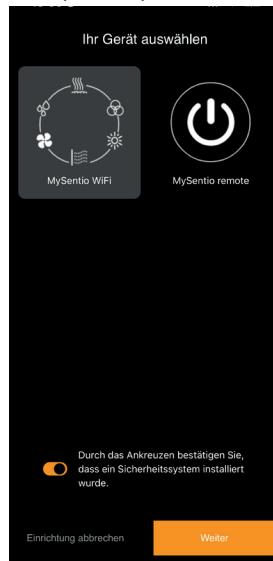 Ihr Gerät auswählen
MySentio WiFi
MySentio remote
Durch das Ankreuzen bestätigen Sie,
dass ein Sicherheitssystem installiert
wurde.
Einrichtung abbrechen
Weiter